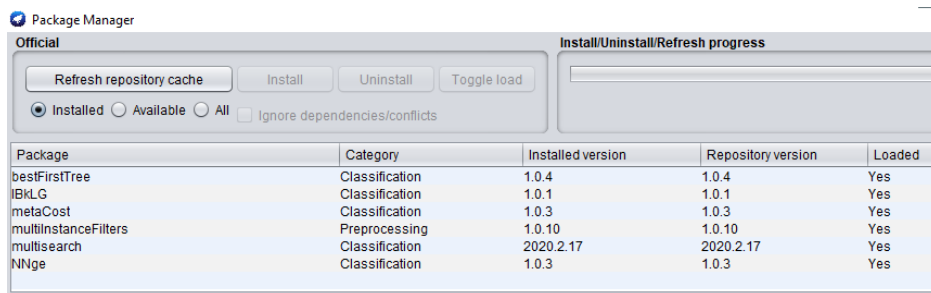 Package Manager
Official
Install/Uninstall/Refresh progress
Refresh repository cache Install Uninstall Toggle load
Installed Available All Ignore dependencies/conflicts
Package Category Installed version Repository version Loaded
bestFirstTree Classification 1.0.4 1.0.4 Yes
IBkLG Classification 1.0.1 1.0.1 Yes
metaCost Classification 1.0.3 1.0.3 Yes
multiInstanceFilters Preprocessing 1.0.10 1.0.10 Yes
multisearch Classification 2020.2.17 2020.2.17 Yes
NNge Classification 1.0.3 1.0.3 Yes